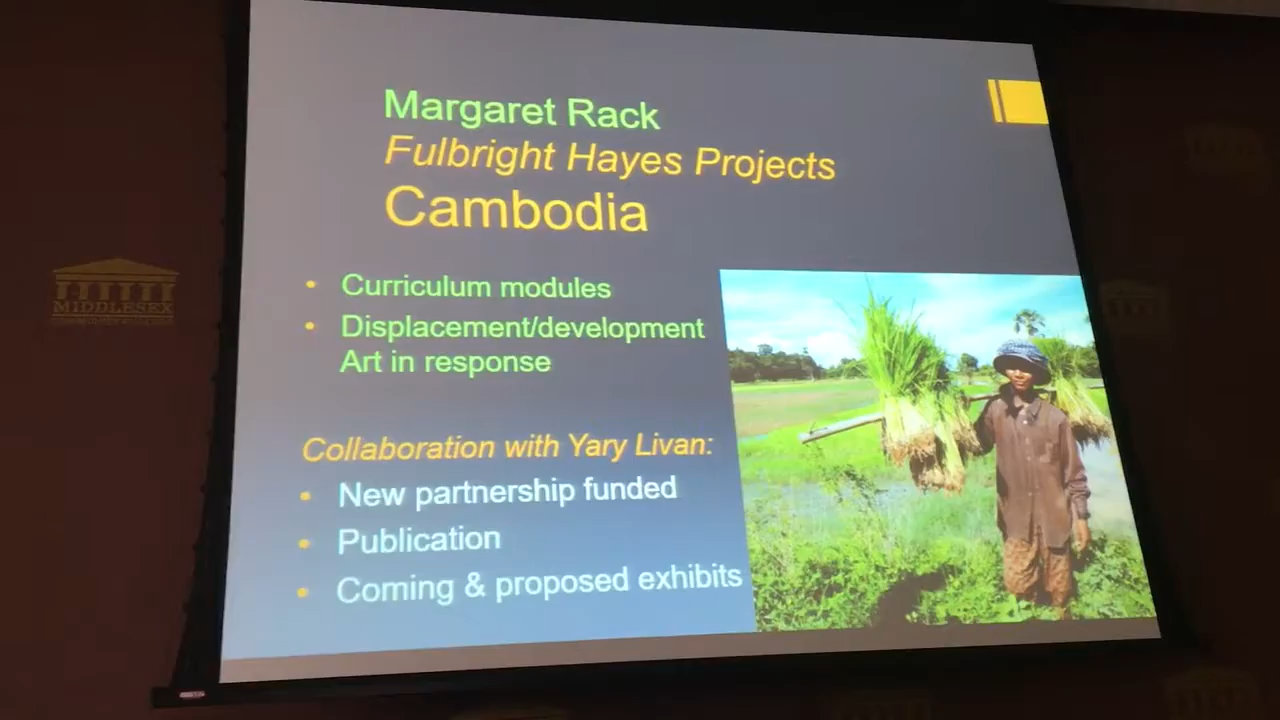 Margaret Rack
Fulbright Hayes Projects
Cambodia
• Curriculum modules
• Displacement/development
Art in response
Collaboration with Yary Livan:
• New partnership funded
• Publication
• Coming & proposed exhibits
MIDDLESEX